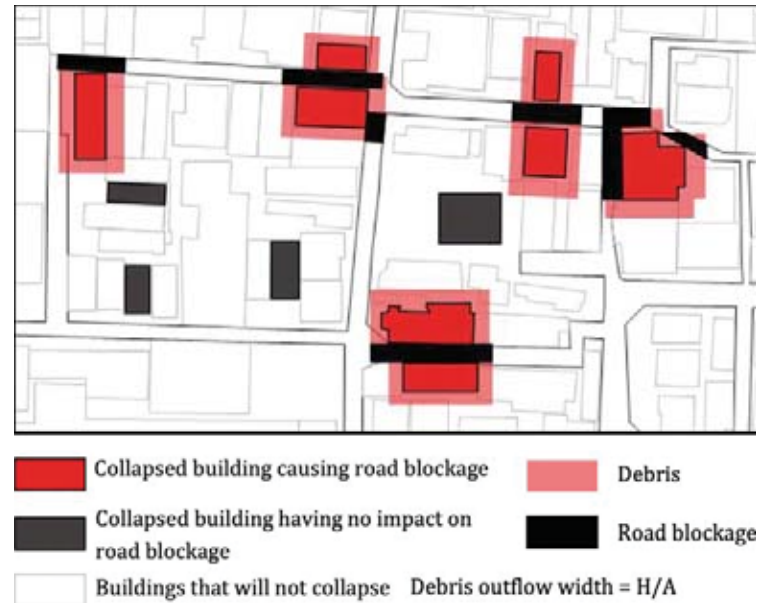 Collapsed building causing road blockage
Debris
Collapsed building having no impact on
road blockage
Road blockage
Buildings that will not collapse
Debris outflow width = H/A